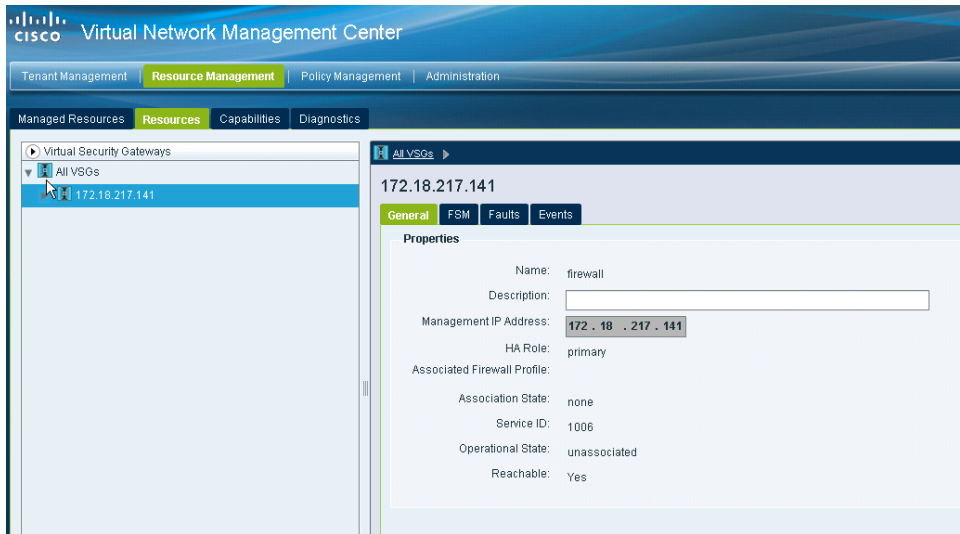 CISCO Virtual Network Management Center
Tenant Management | Resource Management | Policy Management | Administration
Managed Resources Resources Capabilities Diagnostics
Virtual Security Gateways
All VSGs
172.18.217.141
All VSGs
172.18.217.141
General FSM Faults Events
Properties
Name: firewall
Description:
Management IP Address: 172 . 18 . 217 . 141
HA Role: primary
Associated Firewall Profile:
Association State: none
Service ID: 1006
Operational State: unassociated
Reachable: Yes